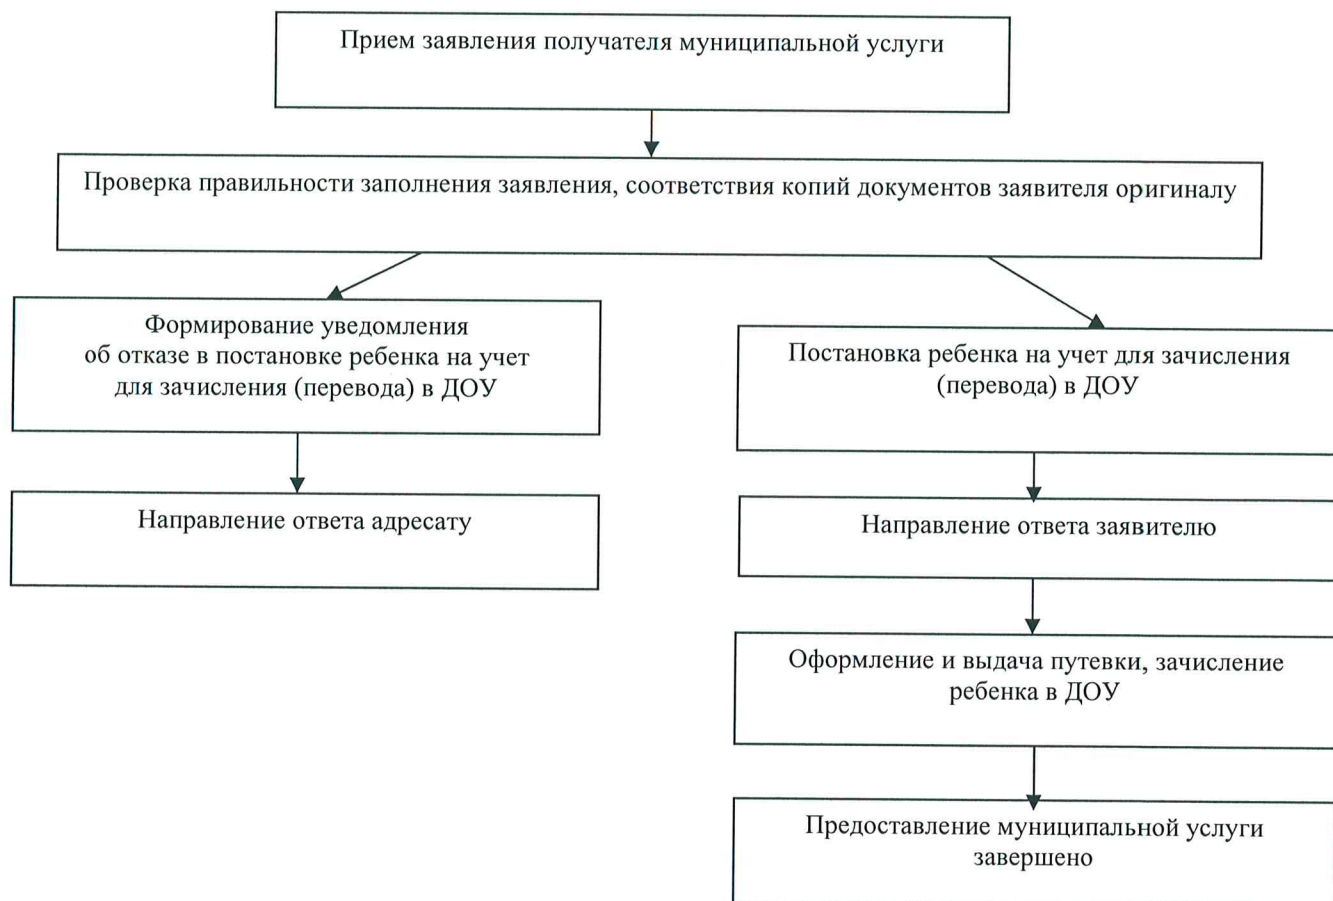 Прием заявления получателя муниципальной услуги
Проверка правильности заполнения заявления, соответствия копий документов заявителя оригиналу
Формирование уведомления
об отказе в постановке ребенка на учет
для зачисления (перевода) в ДОУ
Направление ответа адресату
Постановка ребенка на учет для зачисления
(перевода) в ДОУ
Направление ответа заявителю
Оформление и выдача путевки, зачисление
ребенка в ДОУ
Предоставление муниципальной услуги
завершено